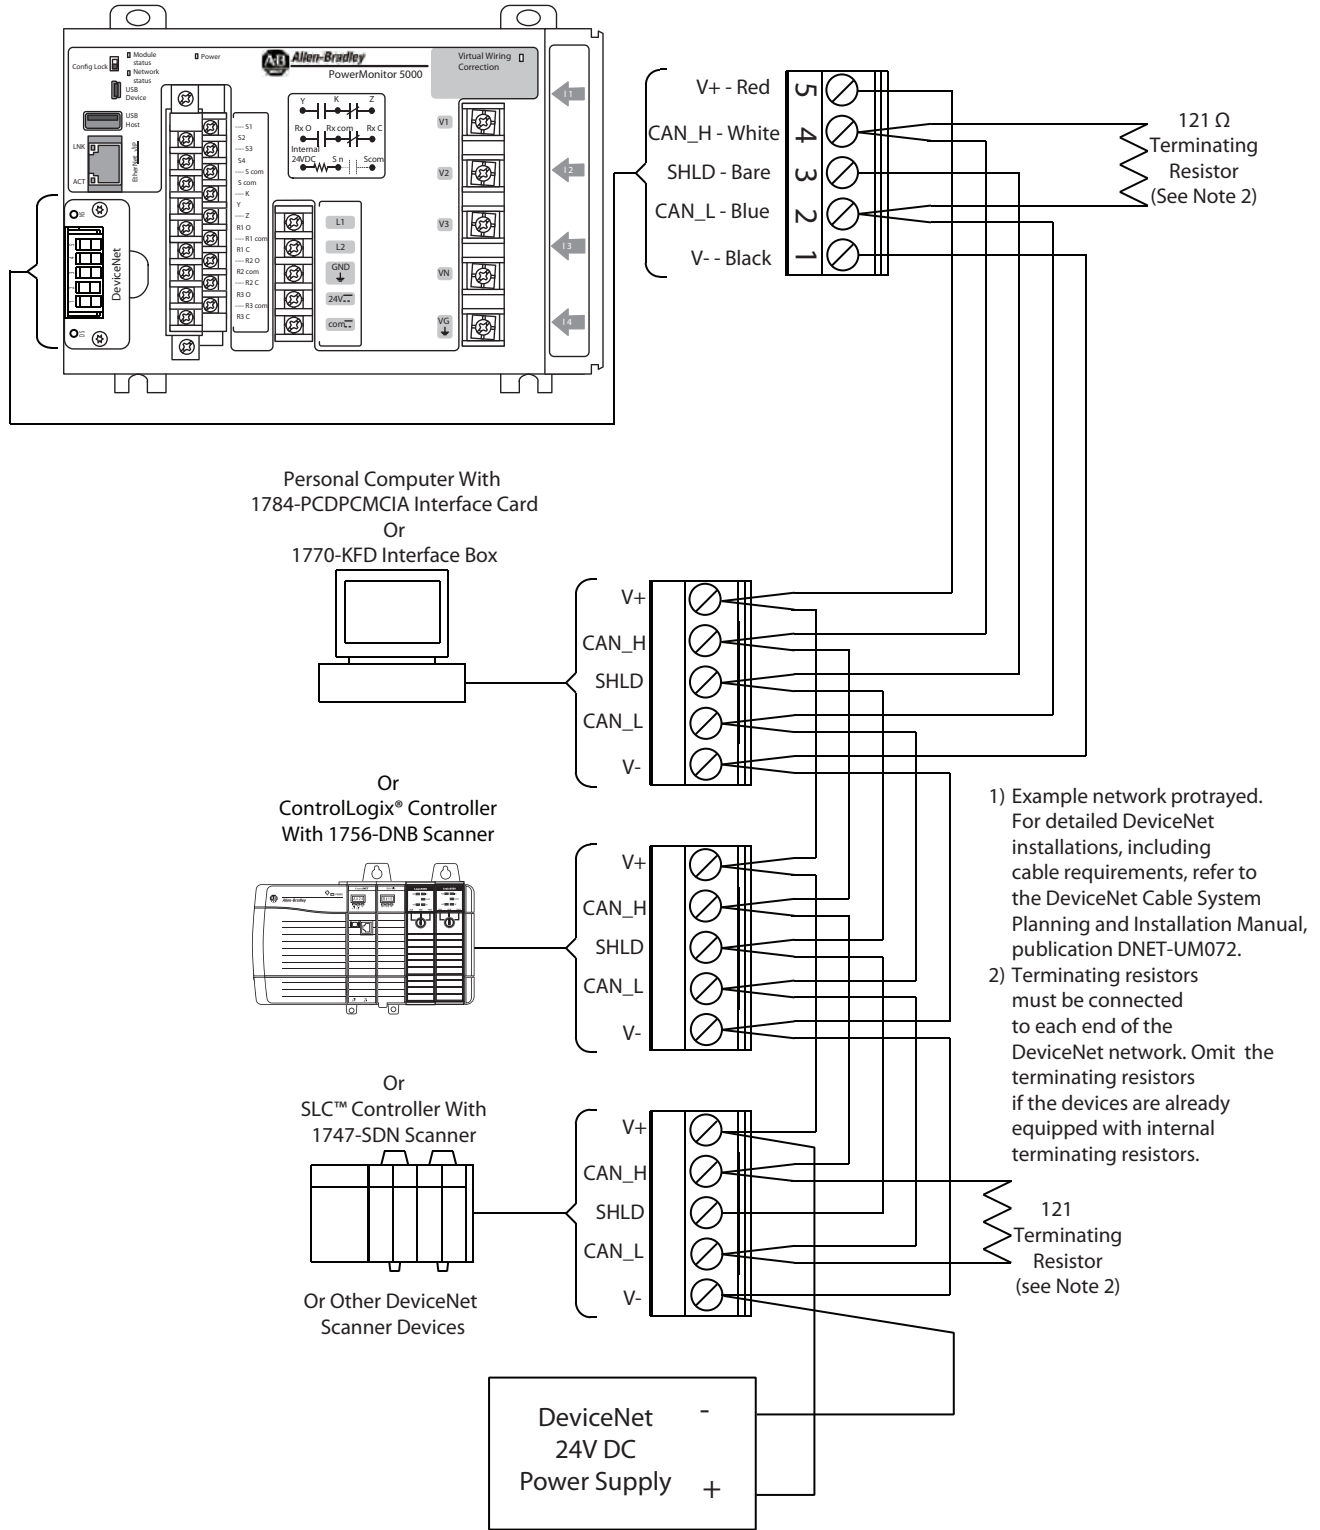 Config Lock
Module status
Network status
USB Device
USB Host
LNK
ACT
EtherNet/IP
Power
AB Allen-Bradley
PowerMonitor 5000
Virtual Wiring Correction
Y K Z
Rx O Rx com Rx C
Internal
24VDC S n Scom
S1
S2
S3
S4
S com
S com
K
Y
Z
R1 O
R1 com
R1 C
R2 O
R2 com
R2 C
R3 O
R3 com
R3 C
L1
L2
GND
24V
com
V1
V2
V3
VN
VG
I 1
I 2
I 3
I 4
DeviceNet
V+ - Red
CAN_H - White
SHLD - Bare
CAN_L - Blue
V- - Black
5
4
3
2
1
121 Ω
Terminating
Resistor
(See Note 2)
Personal Computer With
1784-PCDPCMCIA Interface Card
Or
1770-KFD Interface Box
V+
CAN_H
SHLD
CAN_L
V-
Or
ControlLogix® Controller
With 1756-DNB Scanner
Allen-Bradley
V+
CAN_H
SHLD
CAN_L
V-
1) Example network protrayed.
For detailed DeviceNet
installations, including
cable requirements, refer to
the DeviceNet Cable System
Planning and Installation Manual,
publication DNET-UM072.
2) Terminating resistors
must be connected
to each end of the
DeviceNet network. Omit the
terminating resistors
if the devices are already
equipped with internal
terminating resistors.
Or
SLC™ Controller With
1747-SDN Scanner
Or Other DeviceNet
Scanner Devices
V+
CAN_H
SHLD
CAN_L
V-
121
Terminating
Resistor
(see Note 2)
DeviceNet
24V DC
Power Supply
-
+